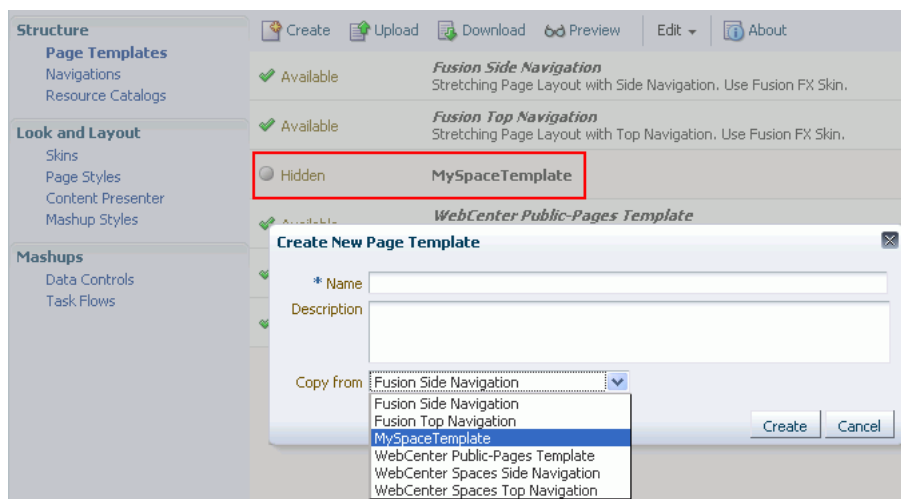 Structure
Page Templates
Navigations
Resource Catalogs
Look and Layout
Skins
Page Styles
Content Presenter
Mashup Styles
Mashups
Data Controls
Task Flows
Create Upload Download Preview Edit About
Available Fusion Side Navigation
Stretching Page Layout with Side Navigation. Use Fusion FX Skin.
Available Fusion Top Navigation
Stretching Page Layout with Top Navigation. Use Fusion FX Skin.
Hidden MySpaceTemplate
Available WebCenter Public-Pages Template
Create New Page Template
* Name
Description
Copy from Fusion Side Navigation
Fusion Side Navigation
Fusion Top Navigation
MySpaceTemplate
WebCenter Public-Pages Template
WebCenter Spaces Side Navigation
WebCenter Spaces Top Navigation
Create Cancel